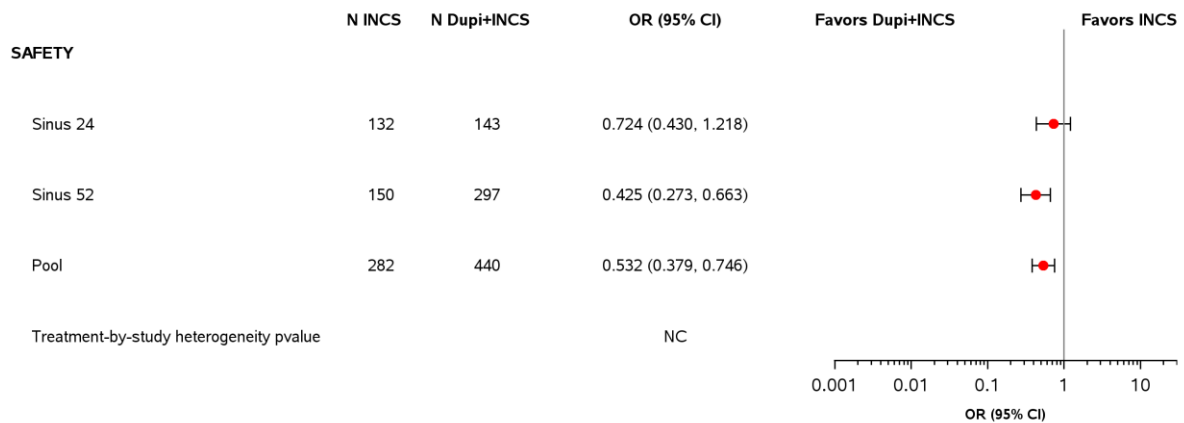 N INCS N Dupi+INCS OR (95% CI) Favors Dupi+INCS Favors INCS
SAFETY
Sinus 24 132 143 0.724 (0.430, 1.218)
Sinus 52 150 297 0.425 (0.273, 0.663)
Pool 282 440 0.532 (0.379, 0.746)
Treatment-by-study heterogeneity pvalue NC
0.001 0.01 0.1 1 10
OR (95% CI)